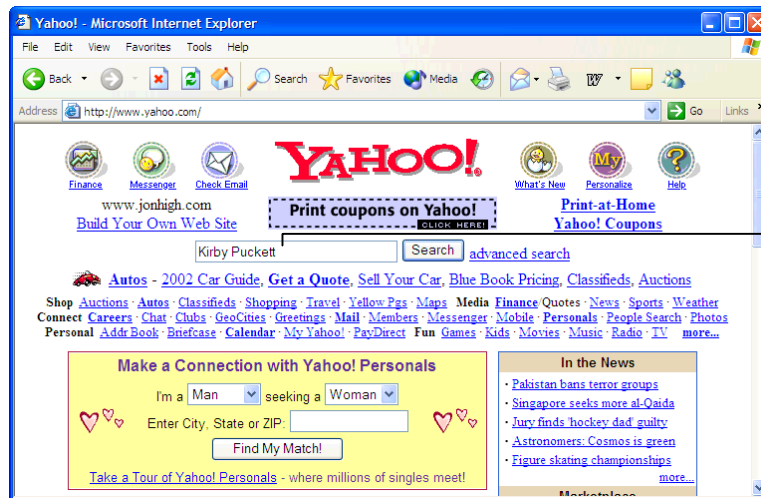 Yahoo! - Microsoft Internet Explorer
File Edit View Favorites Tools Help
Back Search Favorites Media
Address http://www.yahoo.com/ Go Links »
Finance Messenger Check Email YAHOO! What's New Personalize My Help
www.jonhigh.com
Build Your Own Web Site
Print coupons on Yahoo!
CLICK HERE!
Print-at-Home
Yahoo! Coupons
Kirby Puckett Search advanced search
Autos - 2002 Car Guide, Get a Quote, Sell Your Car, Blue Book Pricing, Classifieds, Auctions
Shop Auctions · Autos · Classifieds · Shopping · Travel · Yellow Pgs · Maps Media Finance/Quotes · News · Sports · Weather
Connect Careers · Chat · Clubs · GeoCities · Greetings · Mail · Members · Messenger · Mobile · Personals · People Search · Photos
Personal Addr Book · Briefcase · Calendar · My Yahoo! · PayDirect Fun Games · Kids · Movies · Music · Radio · TV more...
Make a Connection with Yahoo! Personals
I'm a Man seeking a Woman
Enter City, State or ZIP:
Find My Match!
Take a Tour of Yahoo! Personals - where millions of singles meet!
In the News
· Pakistan bans terror groups
· Singapore seeks more al-Qaida
· Jury finds 'hockey dad' guilty
· Astronomers: Cosmos is green
· Figure skating championships
more...
Marketplace